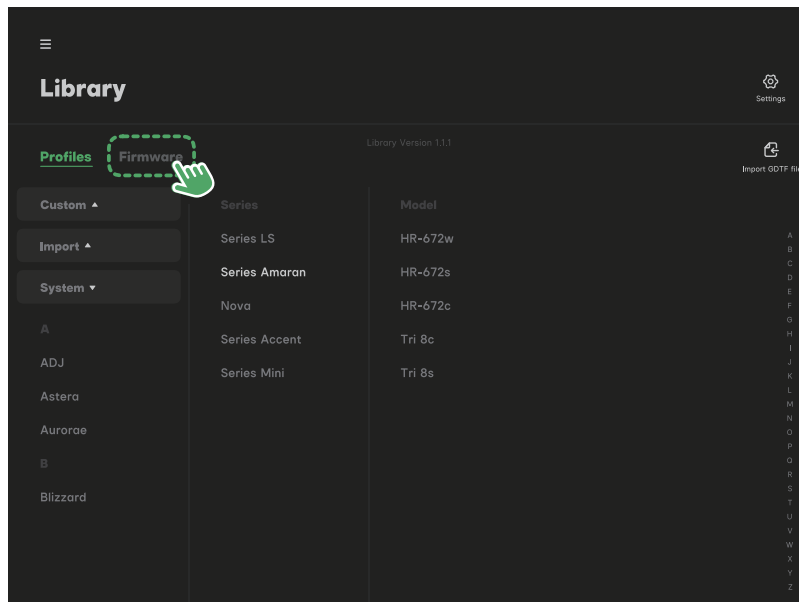 Library
Settings
Profiles Firmware
Library Version 1.1.1
Import GDTF file
Custom
Series
Model
Import
Series LS
HR-672w
Series Amaran
HR-672s
System
Nova
HR-672c
A
Series Accent
Tri 8c
ADJ
Series Mini
Tri 8s
Astera
Aurorae
B
Blizzard
A
B
C
D
E
F
G
H
I
J
K
L
M
N
O
P
Q
R
S
T
U
V
W
X
Y
Z